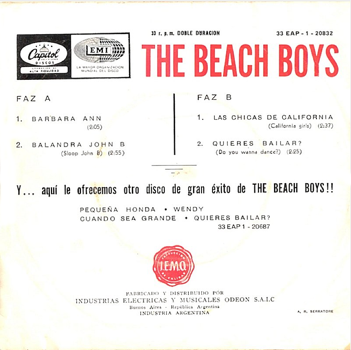 33 r. p. m. DOBLE DURACION
33 EAP - 1 - 20832
Capitol
EMI
THE BEACH BOYS
FAZ A
1. BARBARA ANN
(2:05)
2. BALANDRA JOHN B
(Sloop John B) (2:55)
FAZ B
1. LAS CHICAS DE CALIFORNIA
(California girls) (2:37)
2. QUIERES BAILAR?
(Do you wanna dance?) (2:25)
Y... aquí le ofrecemos otro disco de gran éxito de THE BEACH BOYS!!
PEQUEÑA HONDA • WENDY
CUANDO SEA GRANDE • QUIERES BAILAR?
33 EAP 1 - 20687
IEMO
FABRICADO Y DISTRIBUIDO POR
INDUSTRIAS ELECTRICAS Y MUSICALES ODEON S.A.I.C
Buenos Aires - Republica Argentina
INDUSTRIA ARGENTINA